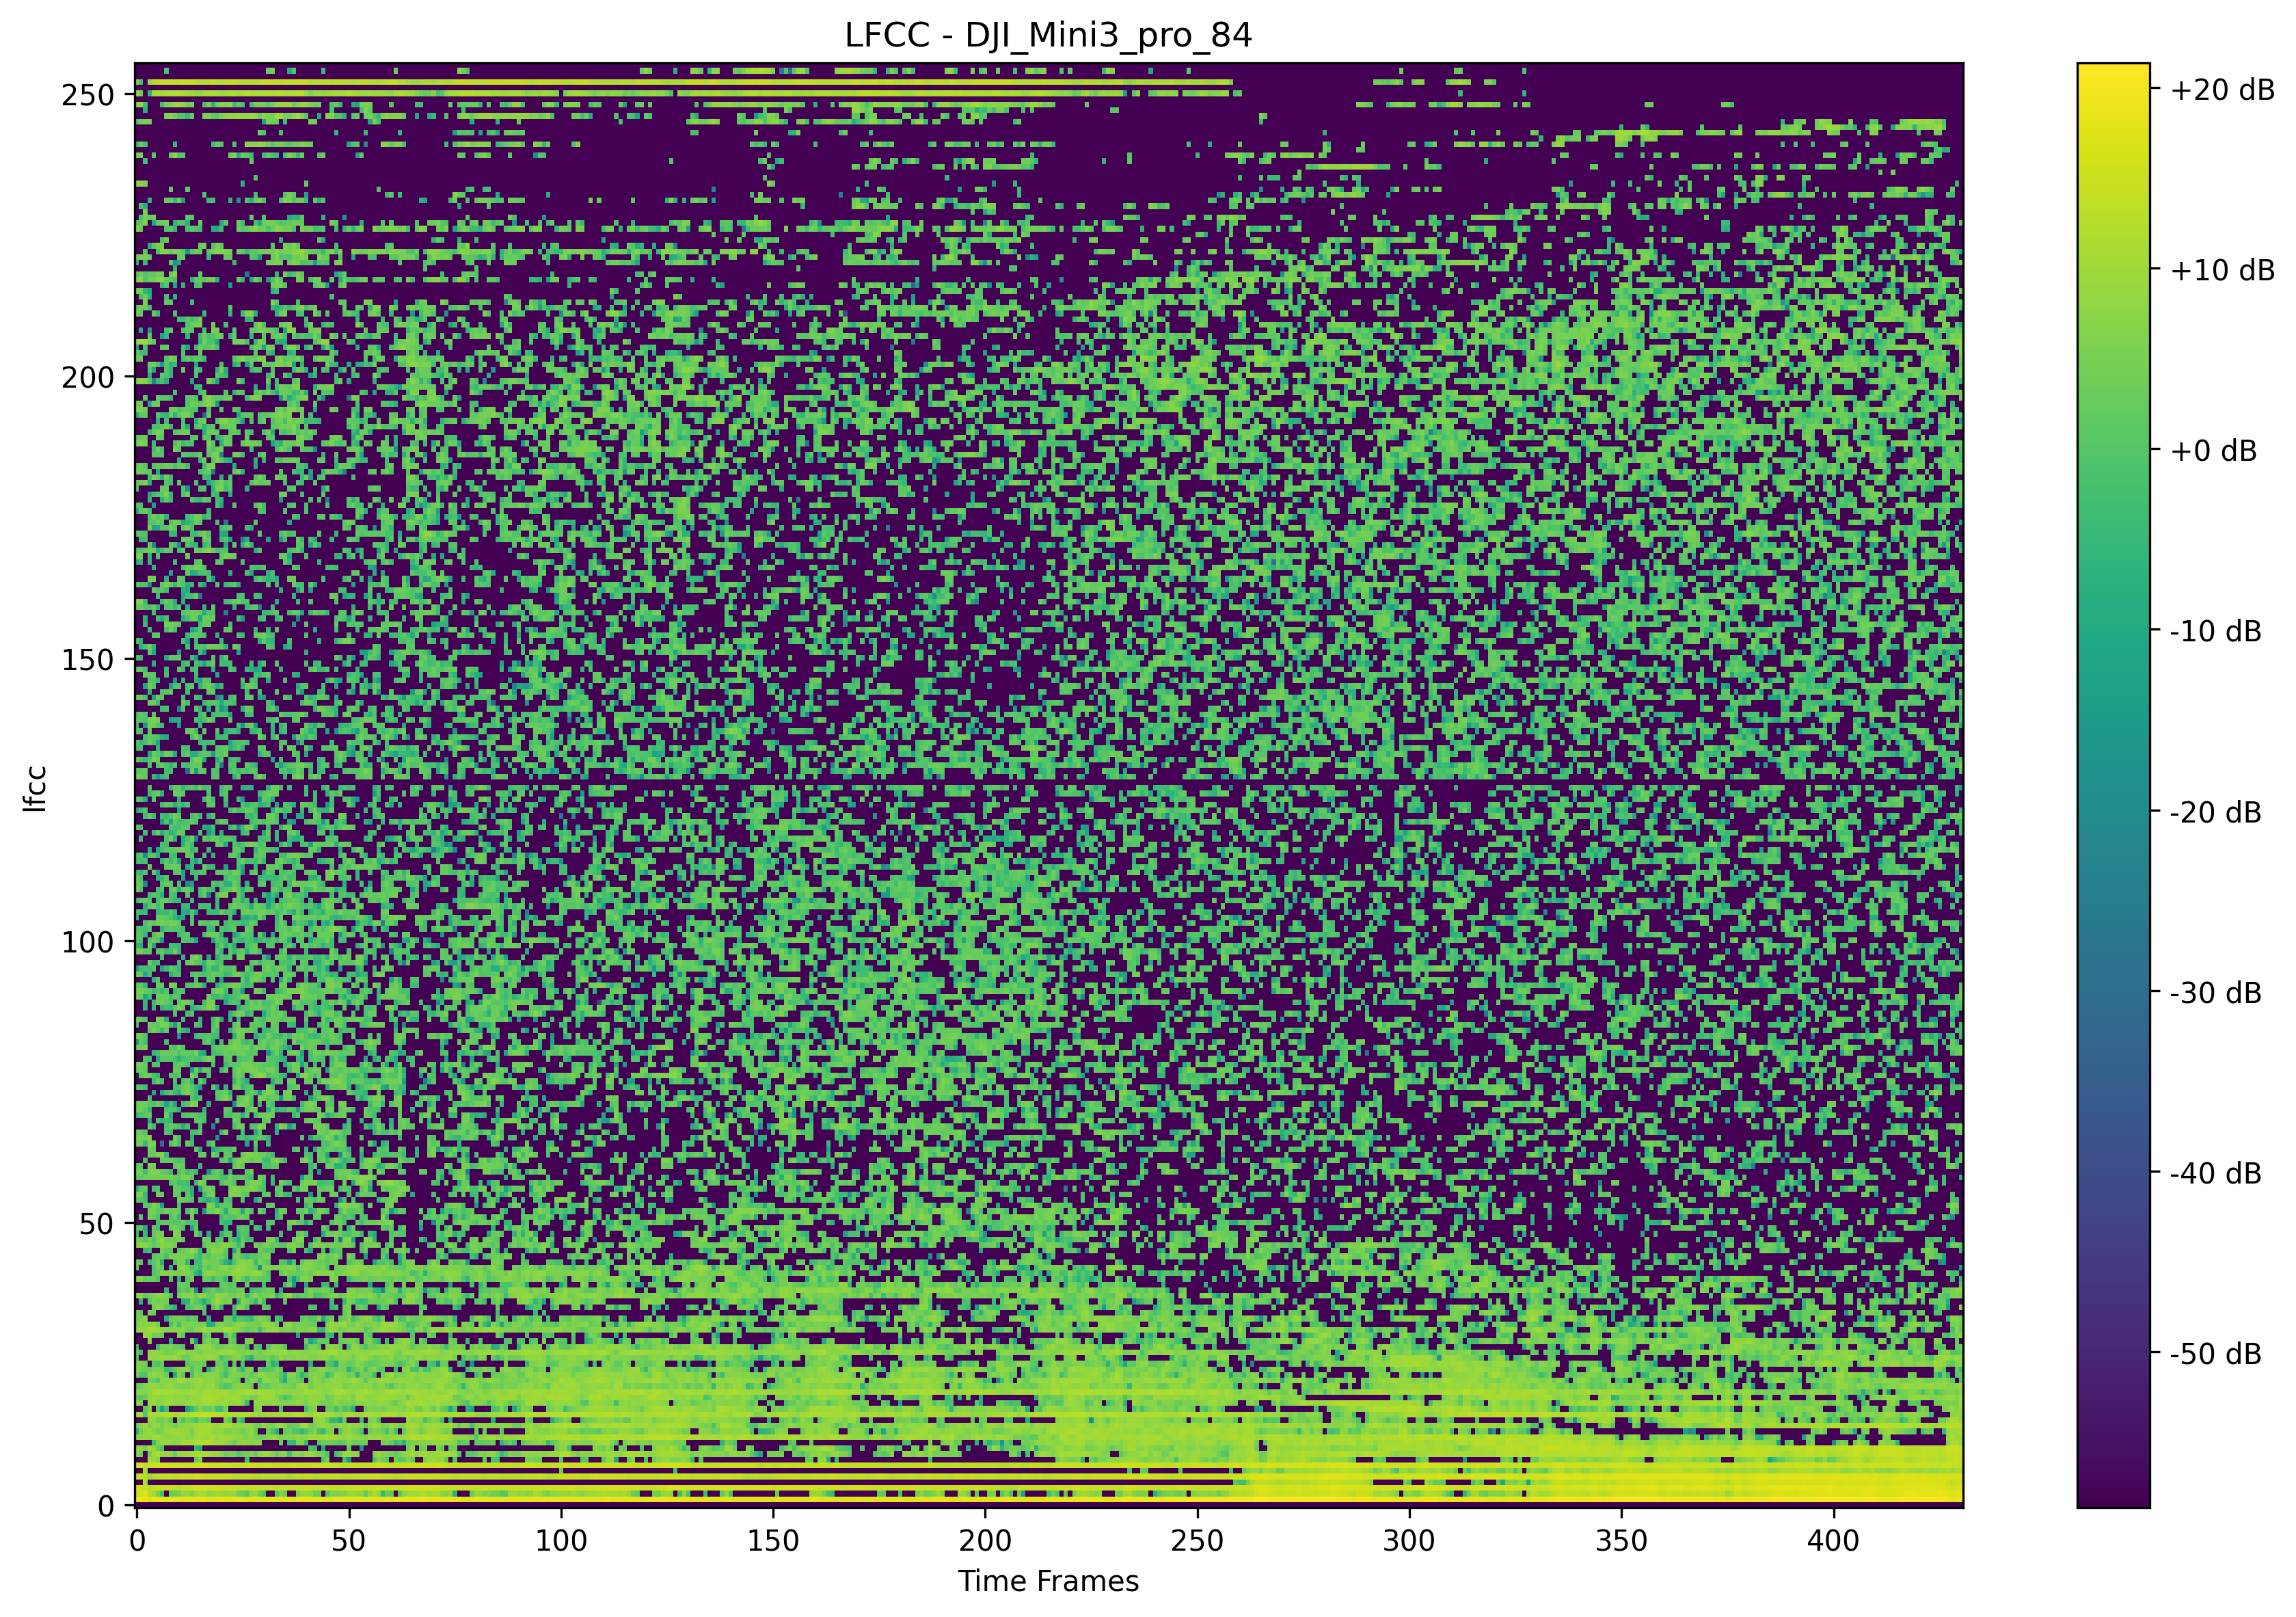 LFCC - DJI_Mini3_pro_84
250
200
150
100
50
0
lfcc
0 50 100 150 200 250 300 350 400
Time Frames
+20 dB
+10 dB
+0 dB
-10 dB
-20 dB
-30 dB
-40 dB
-50 dB